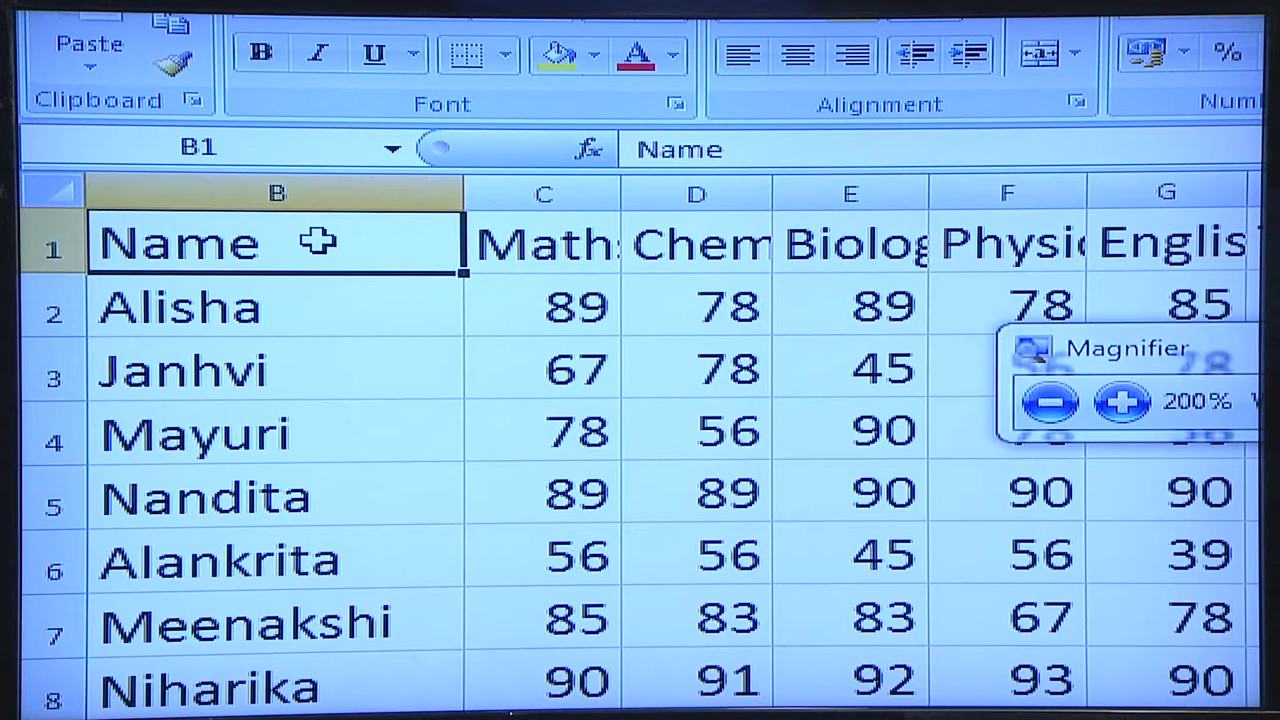 Paste
B I U A %
Clipboard Font Alignment Num
B1 fx Name
B C D E F G
1 Name Maths Chem Biolog Physic Englis
2 Alisha 89 78 89 78 85
3 Janhvi 67 78 45
Magnifier
200%
4 Mayuri 78 56 90
5 Nandita 89 89 90 90 90
6 Alankrita 56 56 45 56 39
7 Meenakshi 85 83 83 67 78
8 Niharika 90 91 92 93 90